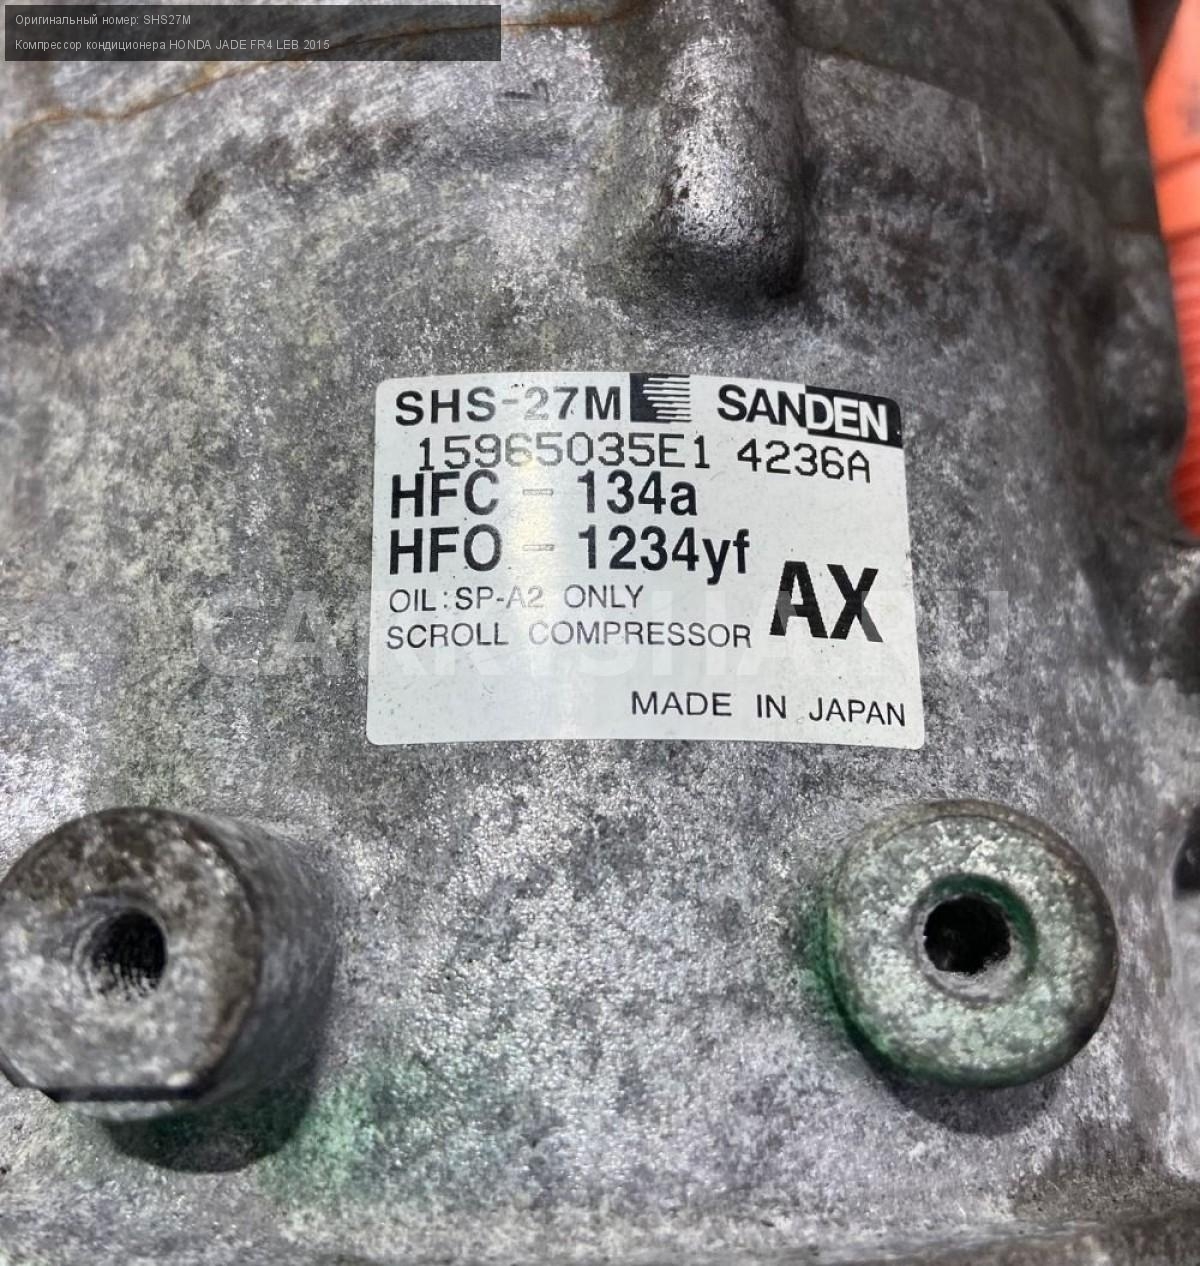 Оригинальный номер: SHS27M
Компрессор кондиционера HONDA JADE FR4 LEB 2015
SHS-27M SANDEN
15965035E1 4236A
HFC - 134a
HFO - 1234yf
AX
OIL: SP-A2 ONLY
SCROLL COMPRESSOR
MADE IN JAPAN